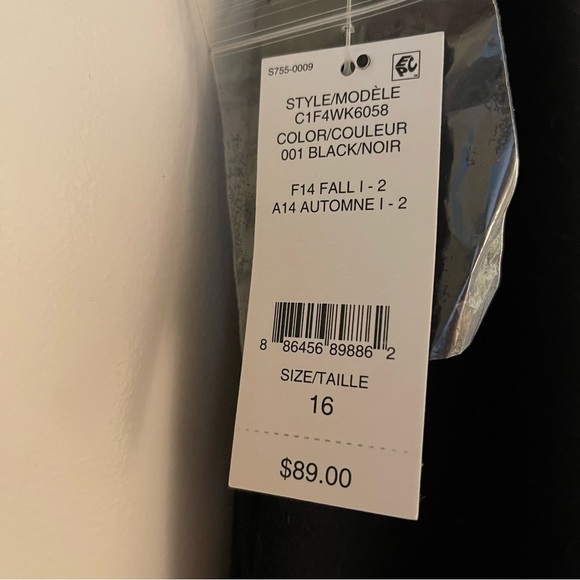 S755-0009
EPC
STYLE/MODÈLE
C1F4WK6058
COLOR/COULEUR
001 BLACK/NOIR
F14 FALL I - 2
A14 AUTOMNE I - 2
8 86456 89886 2
SIZE/TAILLE
16
$89.00